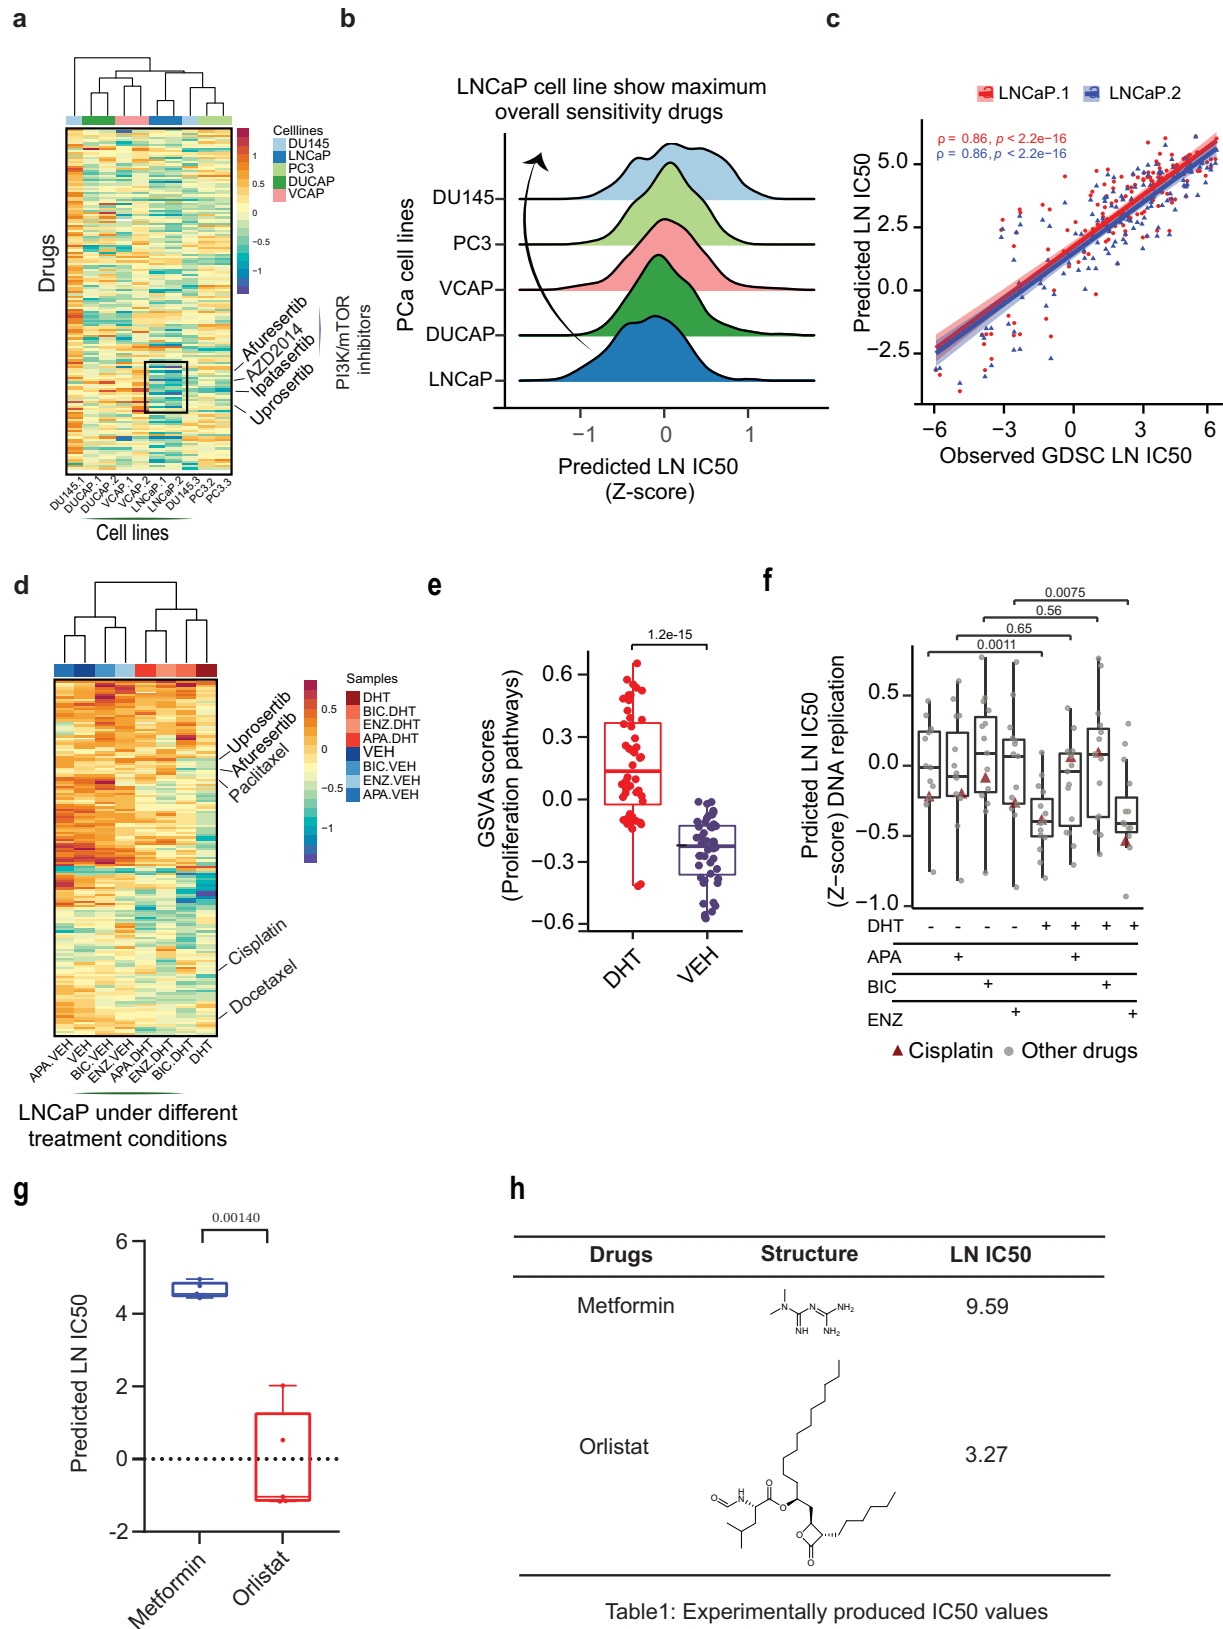 a
Celllines
DU145
LNCaP
PC3
DUCAP
VCAP
1
0.5
0
−0.5
−1
Drugs
Afuresertib
AZD2014
Ipatasertib
Uprosertib
PI3K/mTOR
inhibitors
DU145.1
DUCAP.1
DUCAP.2
VCAP.1
VCAP.2
LNCaP.1
LNCaP.2
DU145.3
PC3.2
PC3.3
Cell lines
b
LNCaP cell line show maximum
overall sensitivity drugs
PCa cell lines
DU145
PC3
VCAP
DUCAP
LNCaP
−1
0
1
Predicted LN IC50
(Z-score)
c
LNCaP.1
LNCaP.2
ρ = 0.86, p < 2.2e−16
ρ = 0.86, p < 2.2e−16
Predicted LN IC50
5.0
2.5
0.0
−2.5
−6
−3
0
3
6
Observed GDSC LN IC50
d
Samples
DHT
BIC.DHT
ENZ.DHT
APA.DHT
VEH
BIC.VEH
ENZ.VEH
APA.VEH
0.5
0
−0.5
−1
Uprosertib
Afuresertib
Paclitaxel
Cisplatin
Docetaxel
APA.VEH
VEH
BIC.VEH
ENZ.VEH
APA.DHT
ENZ.DHT
BIC.DHT
DHT
LNCaP under different
treatment conditions
e
1.2e-15
GSVA scores
(Proliferation pathways)
0.6
0.3
0.0
−0.3
−0.6
DHT
VEH
f
0.0075
0.56
0.65
0.0011
Prdicted LN IC50
(Z−score) DNA replication
0.5
0.0
−0.5
−1.0
DHT - - - - + + + +
APA + +
BIC + +
ENZ + +
Cisplatin
Other drugs
g
0.00140
Predicted LN IC50
6
4
2
0
-2
Metformin
Orlistat
h
Drugs Structure LN IC50
Metformin 9.59
N
N
NH2
NH
NH2
Orlistat 3.27
O
H
N
O
O
O
O
Table1: Experimentally produced IC50 values